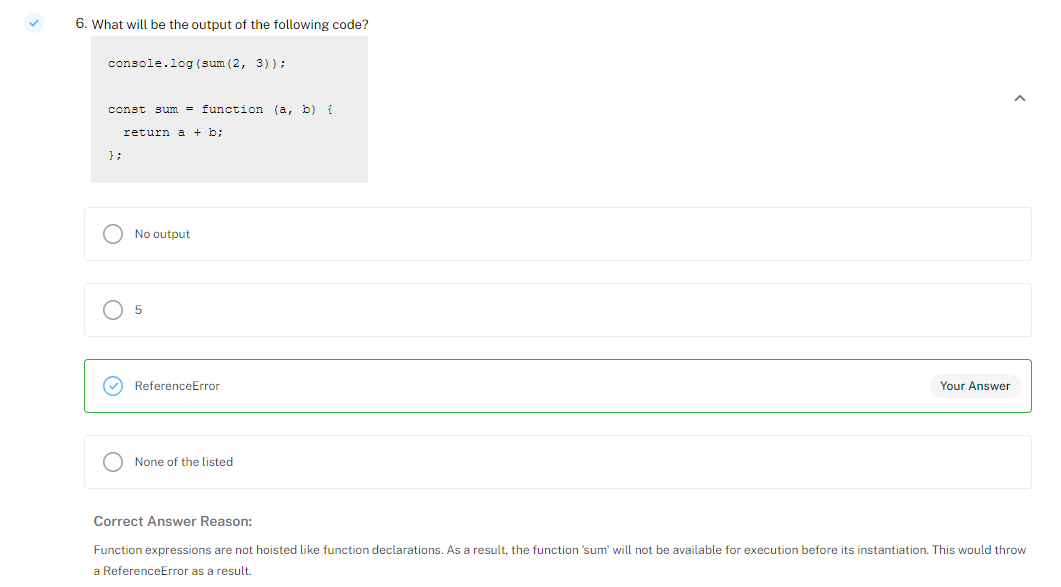 6. What will be the output of the following code?
console.log(sum(2, 3));
const sum = function (a, b) {
return a + b;
};
No output
5
ReferenceError
Your Answer
None of the listed
Correct Answer Reason:
Function expressions are not hoisted like function declarations. As a result, the function 'sum' will not be available for execution before its instantiation. This would throw
a ReferenceError as a result.